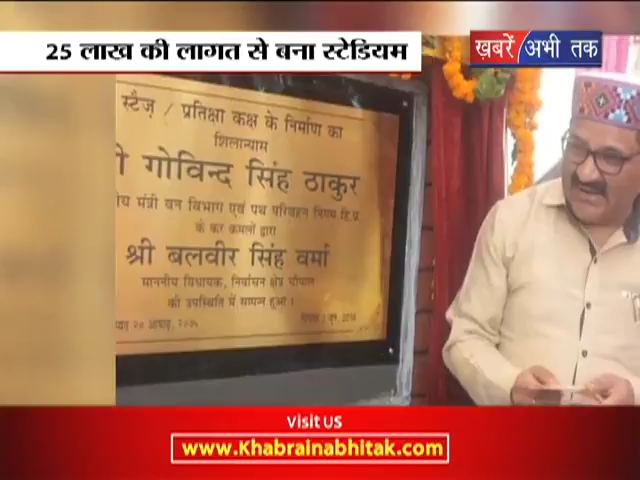 25 लाख की लागत से बना स्टेडियम
ख़बरें अभी तक
स्टैज़ / प्रतिक्षा कक्ष के निर्माण का
शिलान्यास
गोविन्द सिंह ठाकुर
मंत्री वन विभाग एवं पथ परिवहन निगम हि.प्र.
के कर कमलों द्वारा
श्री बलवीर सिंह वर्मा
माननीय विधायक, निर्वाचन क्षेत्र चौपाल
की उपस्थिति में सम्पन्न हुआ।
VISIT US
www.Khabrainabhitak.com